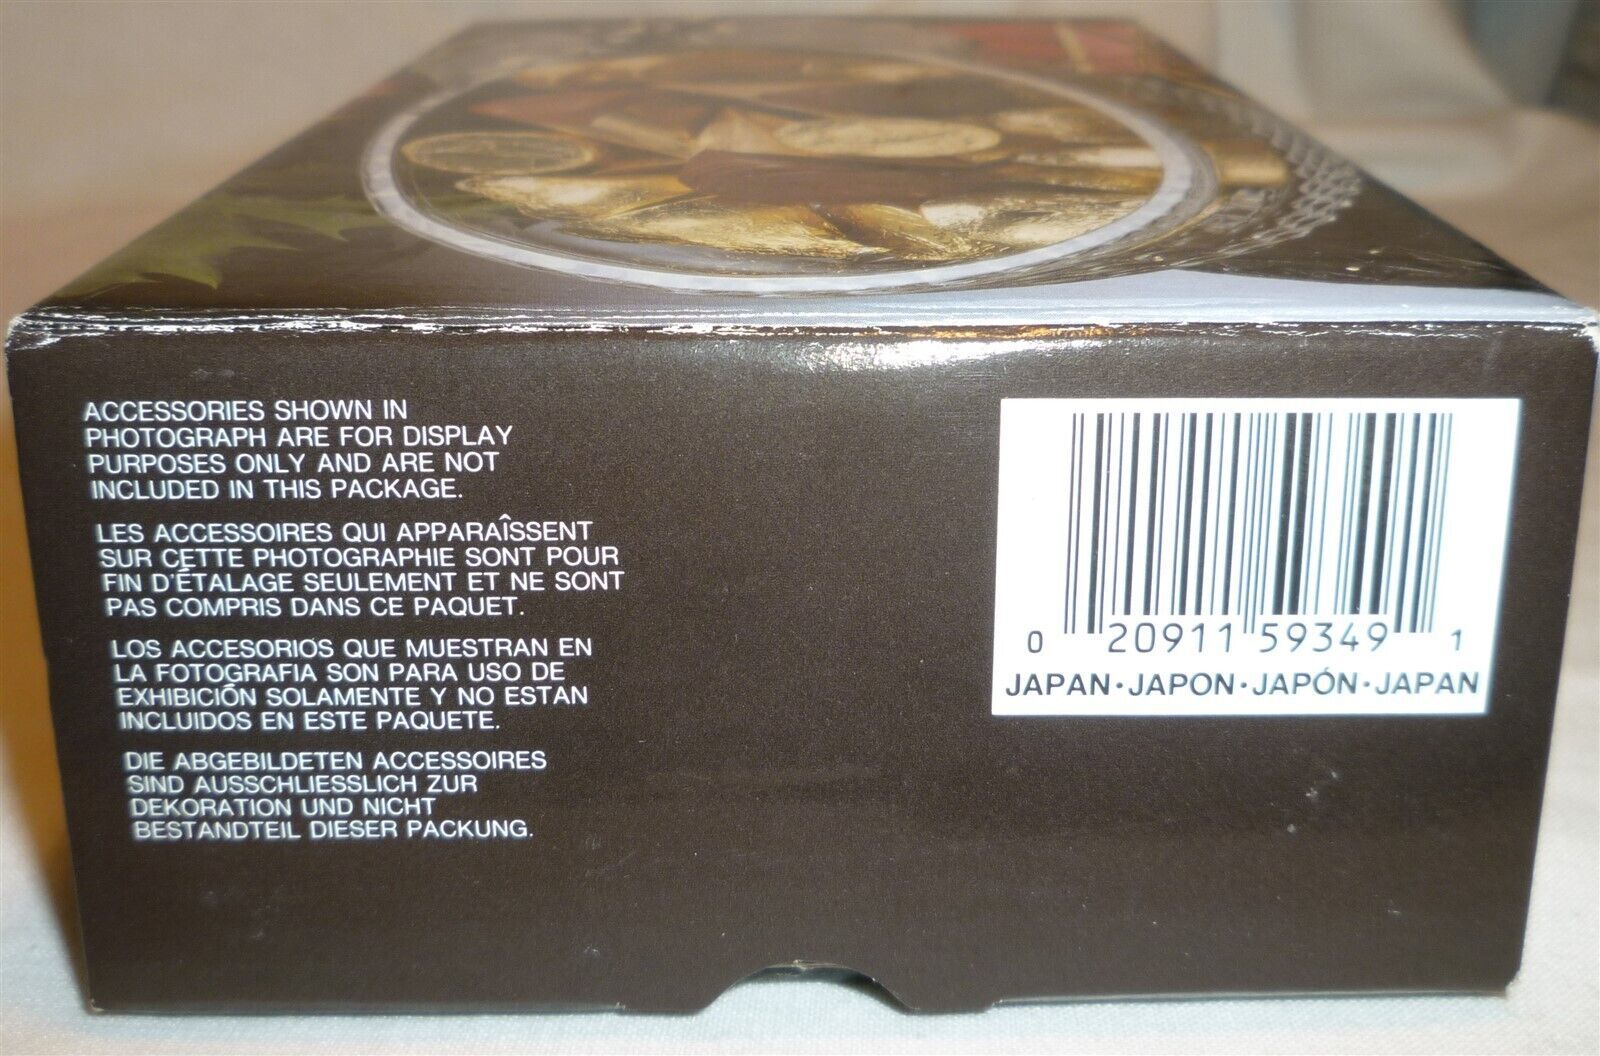 ACCESSORIES SHOWN IN
PHOTOGRAPH ARE FOR DISPLAY
PURPOSES ONLY AND ARE NOT
INCLUDED IN THIS PACKAGE.
LES ACCESSOIRES QUI APPARAÎSSENT
SUR CETTE PHOTOGRAPHIE SONT POUR
FIN D'ÉTALAGE SEULEMENT ET NE SONT
PAS COMPRIS DANS CE PAQUET.
LOS ACCESORIOS QUE MUESTRAN EN
LA FOTOGRAFIA SON PARA USO DE
EXHIBICIÓN SOLAMENTE Y NO ESTAN
INCLUIDOS EN ESTE PAQUETE.
DIE ABGEBILDETEN ACCESSOIRES
SIND AUSSCHLIESSLICH ZUR
DEKORATION UND NICHT
BESTANDTEIL DIESER PACKUNG.
0 20911 59349 1
JAPAN·JAPON·JAPÓN·JAPAN